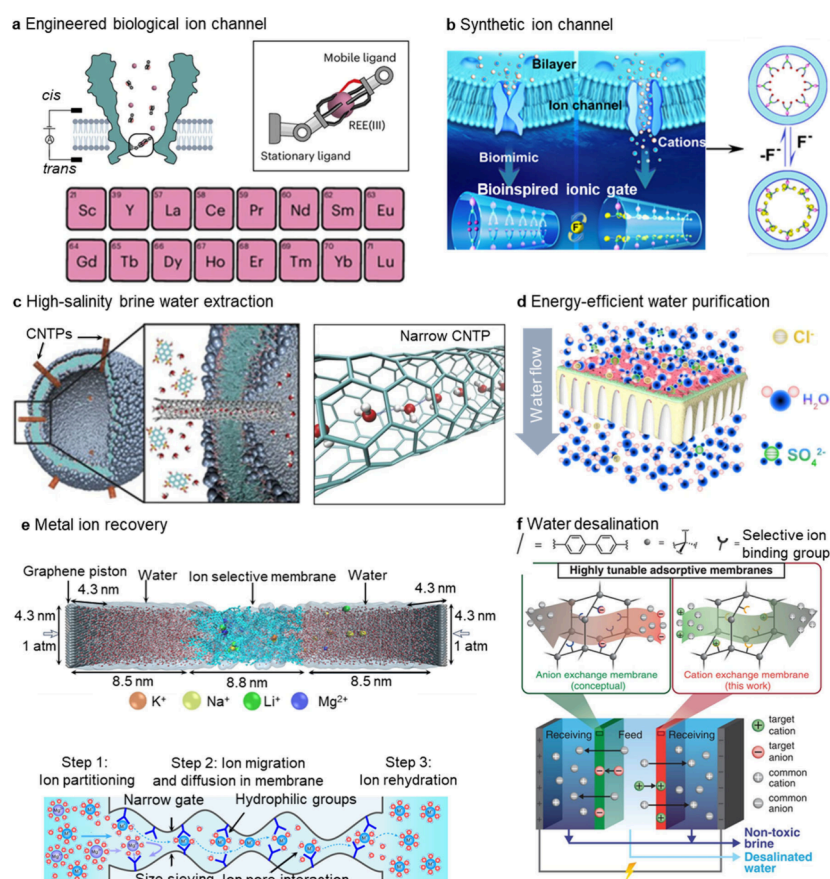 a Engineered biological ion channel
cis
trans
Mobile ligand
REE(III)
Stationary ligand
21 Sc
39 Y
57 La
58 Ce
59 Pr
60 Nd
62 Sm
63 Eu
64 Gd
65 Tb
66 Dy
67 Ho
68 Er
69 Tm
70 Yb
71 Lu
b Synthetic ion channel
Bilayer
Ion channel
Cations
Biomimic
Bioinspired ionic gate
F⁻
-F⁻
F⁻
c High-salinity brine water extraction
CNTPs
Narrow CNTP
d Energy-efficient water purification
Water flow
Cl⁻
H₂O
SO₄²⁻
e Metal ion recovery
Graphene piston
Water
Ion selective membrane
Water
4.3 nm
4.3 nm
4.3 nm
4.3 nm
1 atm
1 atm
8.5 nm
8.8 nm
8.5 nm
K⁺
Na⁺
Li⁺
Mg²⁺
Step 1:
Ion partitioning
Step 2: Ion migration
and diffusion in membrane
Step 3:
Ion rehydration
Narrow gate
Hydrophilic groups
Size sieving
Ion pore interaction
f Water desalination
=
=
= Selective ion
binding group
Highly tunable adsorptive membranes
Anion exchange membrane
(conceptual)
Cation exchange membrane
(this work)
Receiving
Feed
Receiving
target
cation
target
anion
common
cation
common
anion
Non-toxic
brine
Desalinated
water